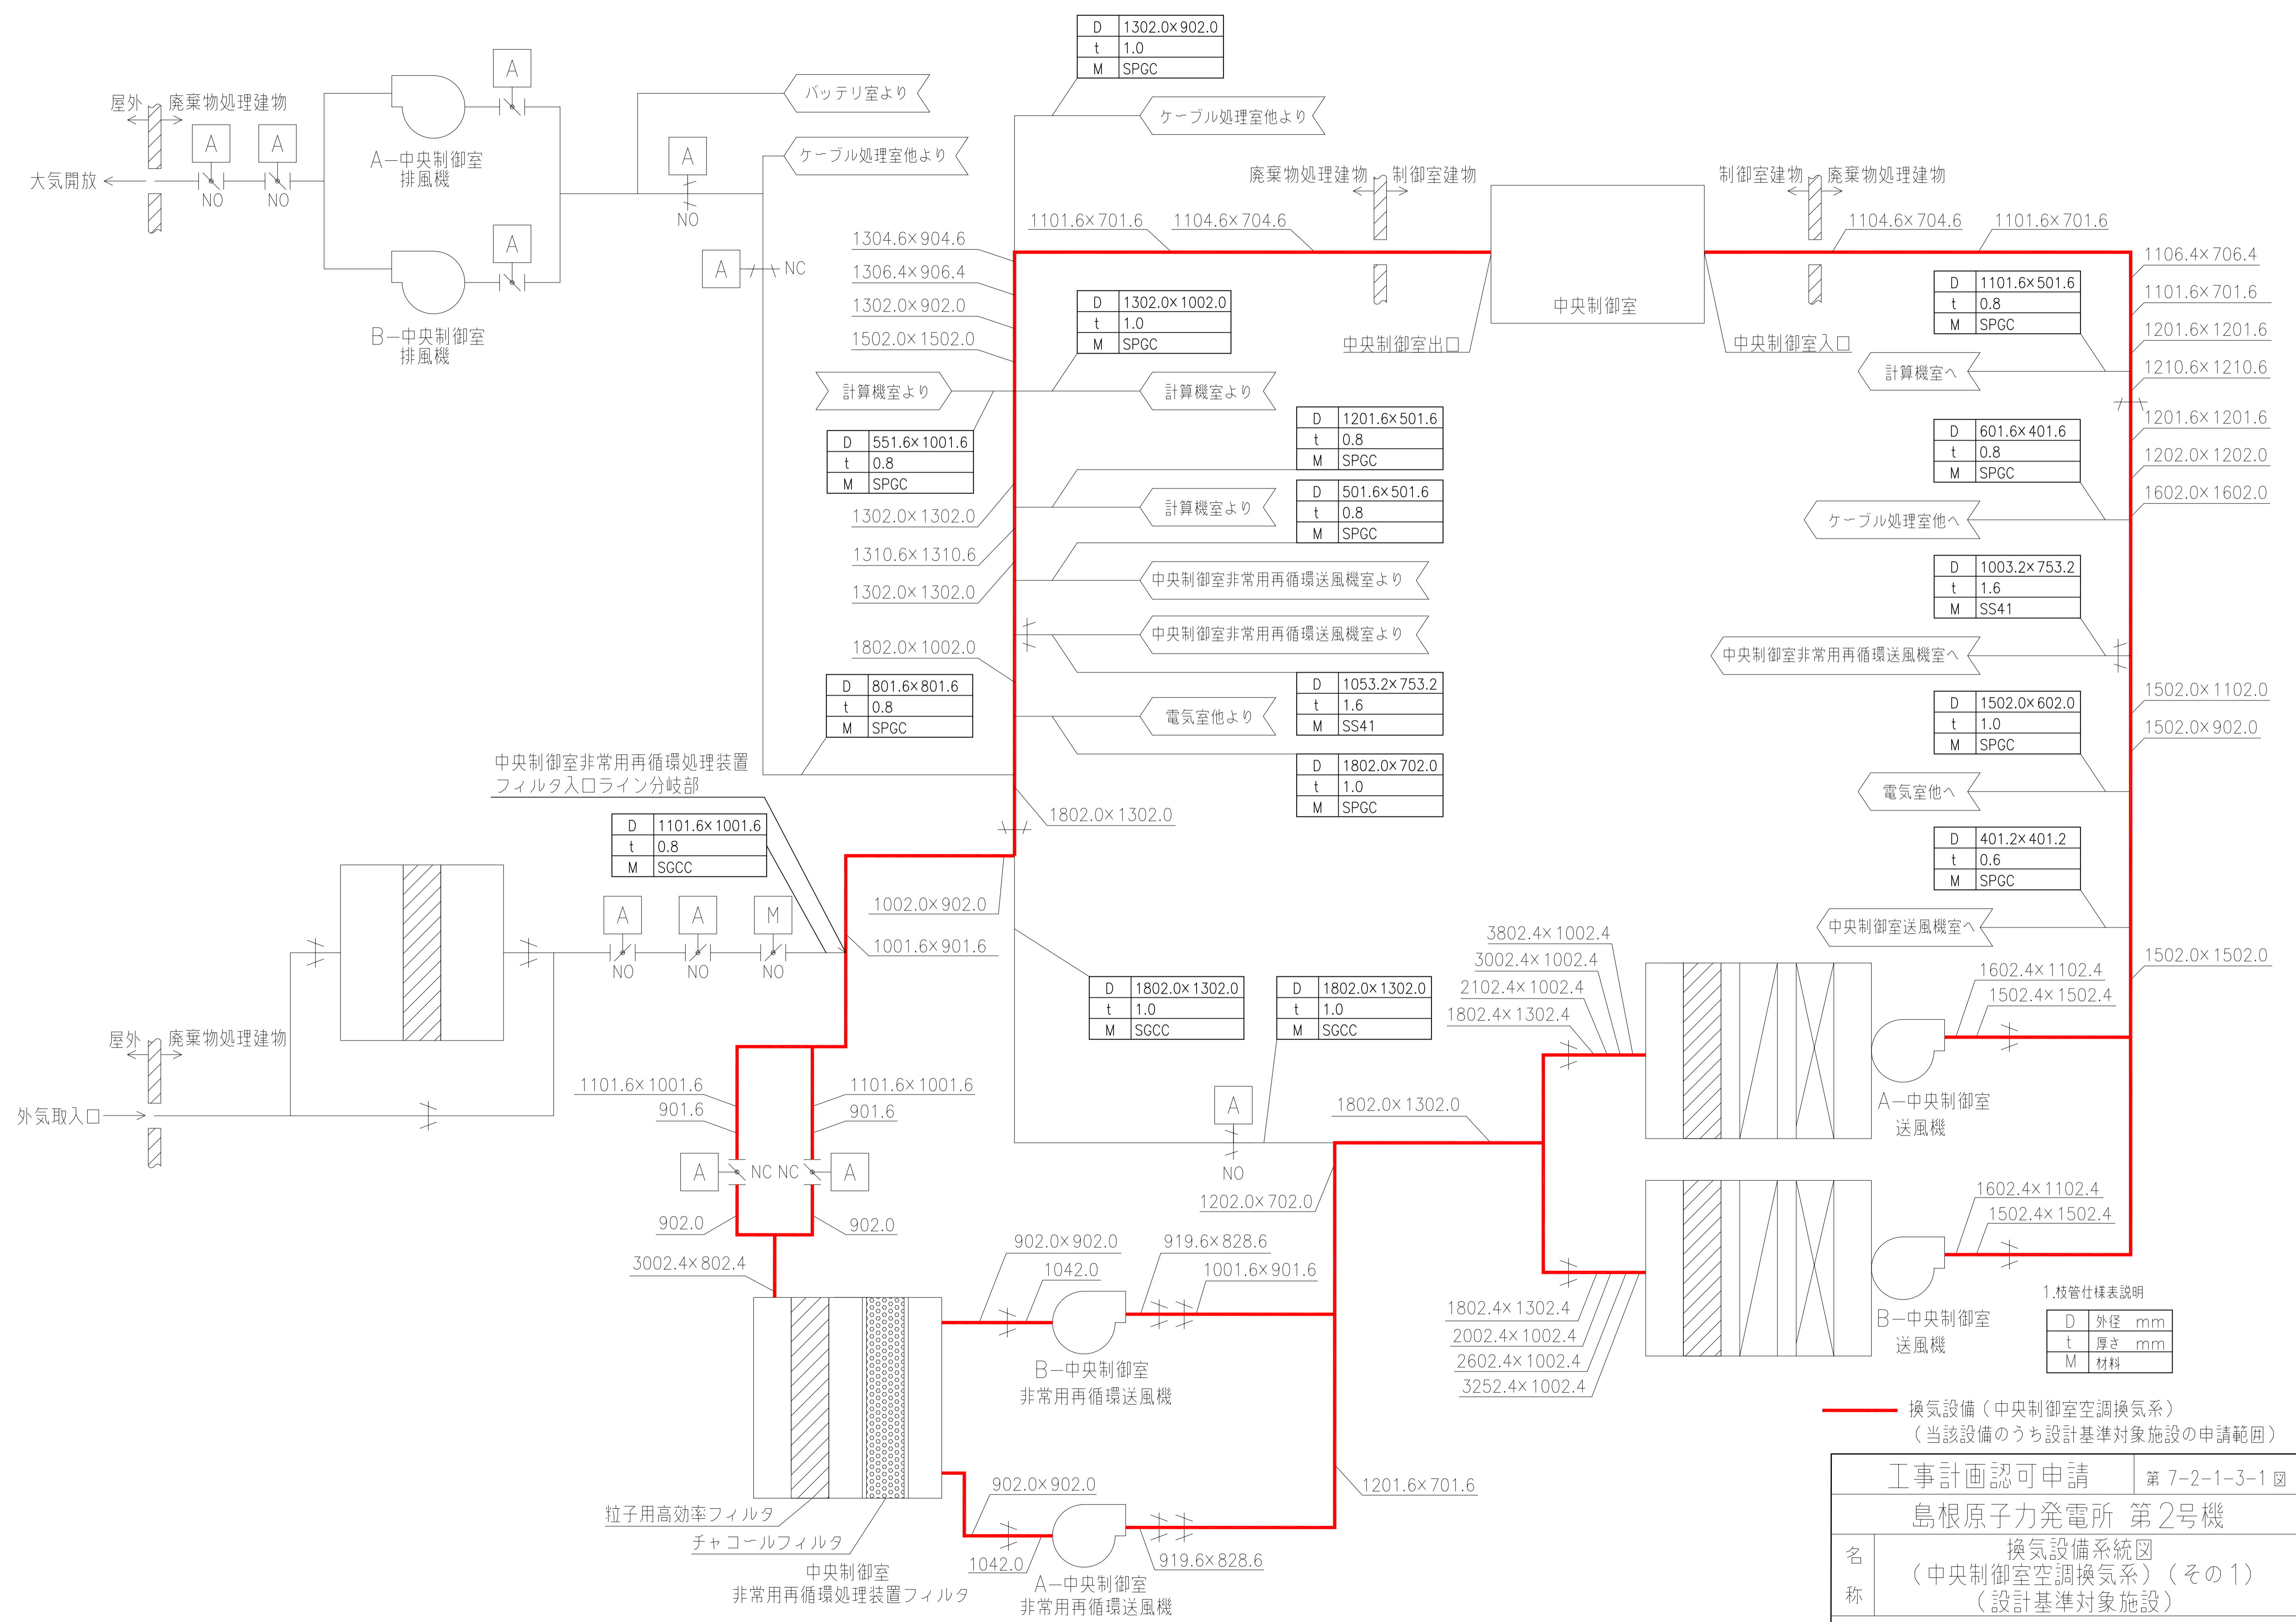 D 1302.0×902.0
t 1.0
M SPGC
ケーブル処理室他より
屋外
廃棄物処理建物
大気開放
A
A
NO
NO
A
A−中央制御室
排風機
A
B−中央制御室
排風機
バッテリ室より
ケーブル処理室他より
A
NO
A
NC
1304.6×904.6
1306.4×906.4
1302.0×902.0
1502.0×1502.0
1101.6×701.6
1104.6×704.6
廃棄物処理建物
制御室建物
中央制御室
中央制御室出口
中央制御室入口
制御室建物
廃棄物処理建物
1104.6×704.6
1101.6×701.6
D 1302.0×1002.0
t 1.0
M SPGC
計算機室より
計算機室より
D 551.6×1001.6
t 0.8
M SPGC
D 1201.6×501.6
t 0.8
M SPGC
計算機室より
D 501.6×501.6
t 0.8
M SPGC
1302.0×1302.0
1310.6×1310.6
1302.0×1302.0
中央制御室非常用再循環送風機室より
中央制御室非常用再循環送風機室より
1802.0×1002.0
D 1053.2×753.2
t 1.6
M SS41
D 801.6×801.6
t 0.8
M SPGC
電気室他より
D 1802.0×702.0
t 1.0
M SPGC
1802.0×1302.0
1106.4×706.4
1101.6×701.6
1201.6×1201.6
1210.6×1210.6
1201.6×1201.6
1202.0×1202.0
1602.0×1602.0
D 1101.6×501.6
t 0.8
M SPGC
計算機室へ
D 601.6×401.6
t 0.8
M SPGC
ケーブル処理室他へ
D 1003.2×753.2
t 1.6
M SS41
中央制御室非常用再循環送風機室へ
1502.0×1102.0
1502.0×902.0
D 1502.0×602.0
t 1.0
M SPGC
電気室他へ
D 401.2×401.2
t 0.6
M SPGC
中央制御室送風機室へ
1502.0×1502.0
中央制御室非常用再循環処理装置
フィルタ入口ライン分岐部
D 1101.6×1001.6
t 0.8
M SGCC
A
A
M
NO
NO
NO
1002.0×902.0
1001.6×901.6
屋外
廃棄物処理建物
外気取入口
1101.6×1001.6
901.6
1101.6×1001.6
901.6
A
NC
NC
A
902.0
902.0
3002.4×802.4
D 1802.0×1302.0
t 1.0
M SGCC
D 1802.0×1302.0
t 1.0
M SGCC
A
NO
1802.0×1302.0
1202.0×702.0
3802.4×1002.4
3002.4×1002.4
2102.4×1002.4
1802.4×1302.4
1602.4×1102.4
1502.4×1502.4
A−中央制御室
送風機
1602.4×1102.4
1502.4×1502.4
B−中央制御室
送風機
1802.4×1302.4
2002.4×1002.4
2602.4×1002.4
3252.4×1002.4
902.0×902.0
1042.0
919.6×828.6
1001.6×901.6
B−中央制御室
非常用再循環送風機
902.0×902.0
1042.0
919.6×828.6
1201.6×701.6
A−中央制御室
非常用再循環送風機
粒子用高効率フィルタ
チャコールフィルタ
中央制御室
非常用再循環処理装置フィルタ
1.枝管仕様表説明
D 外径 mm
t 厚さ mm
M 材料
換気設備（中央制御室空調換気系）
（当該設備のうち設計基準対象施設の申請範囲）
工事計画認可申請 第 7-2-1-3-1 図
島根原子力発電所 第2号機
名称
換気設備系統図
（中央制御室空調換気系）（その1）
（設計基準対象施設）